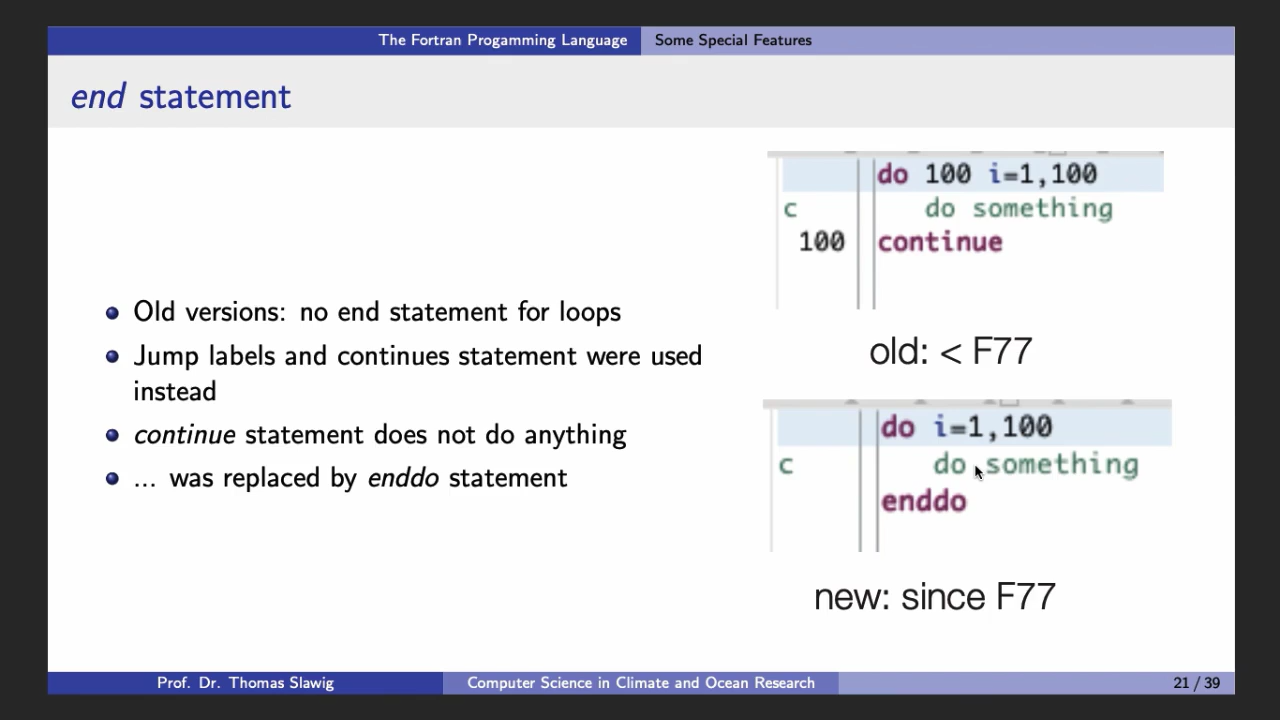 The Fortran Progamming Language Some Special Features
end statement
do 100 i=1,100
c do something
100 continue
old: < F77
Old versions: no end statement for loops
Jump labels and continues statement were used
instead
continue statement does not do anything
... was replaced by enddo statement
do i=1,100
c do something
enddo
new: since F77
Prof. Dr. Thomas Slawig Computer Science in Climate and Ocean Research 21 / 39